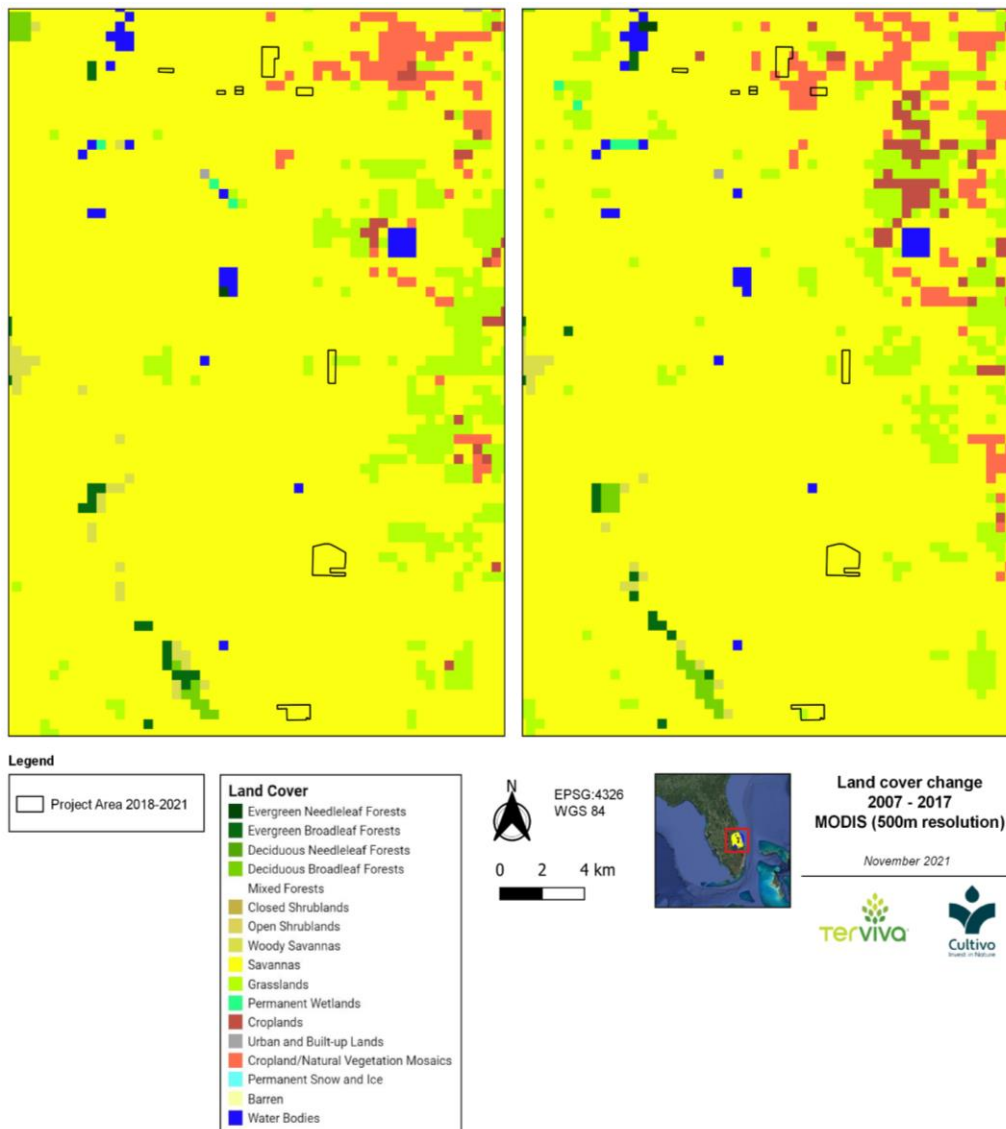 Legend
Project Area 2018-2021
Land Cover
Evergreen Needleleaf Forests
Evergreen Broadleaf Forests
Deciduous Needleleaf Forests
Deciduous Broadleaf Forests
Mixed Forests
Closed Shrublands
Open Shrublands
Woody Savannas
Savannas
Grasslands
Permanent Wetlands
Croplands
Urban and Built-up Lands
Cropland/Natural Vegetation Mosaics
Permanent Snow and Ice
Barren
Water Bodies
N
EPSG:4326
WGS 84
0 2 4 km
Land cover change
2007 - 2017
MODIS (500m resolution)
November 2021
Terviva
Cultivo
Invest in Nature